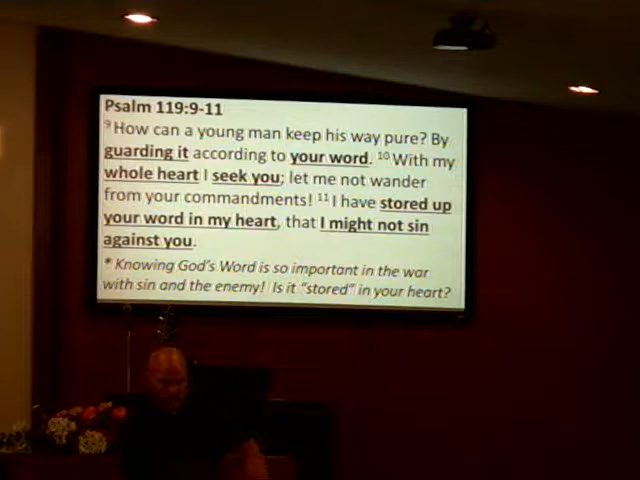 Psalm 119:9-11
9 How can a young man keep his way pure? By
guarding it according to your word. 10 With my
whole heart I seek you; let me not wander
from your commandments! 11 I have stored up
your word in my heart, that I might not sin
against you.
* Knowing God's Word is so important in the war
with sin and the enemy! Is it "stored" in your heart?